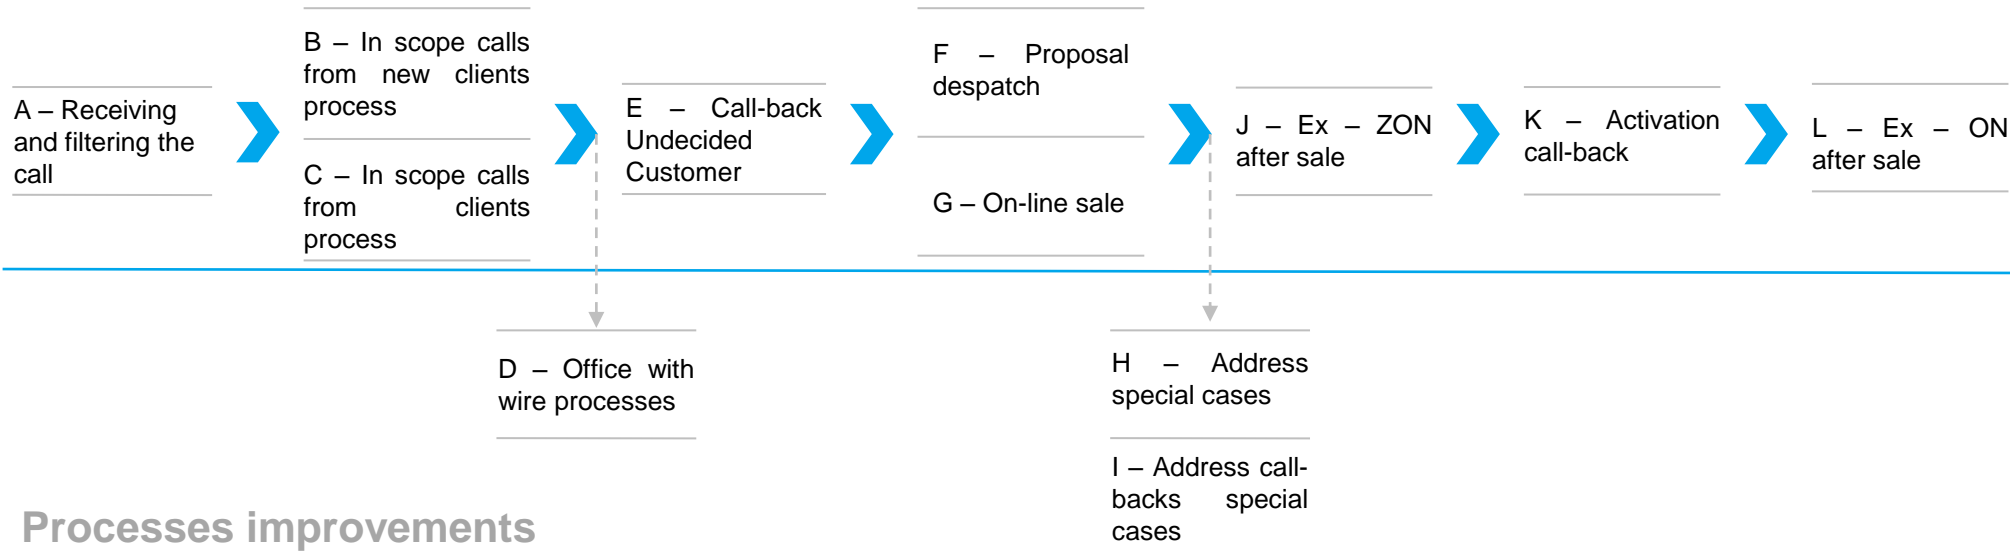 A – Receiving
and filtering the
call
B – In scope calls
from new clients
process
C – In scope calls
from clients
process
E – Call-back
Undecided
Customer
F – Proposal
despatch
G – On-line sale
J – Ex – ZON
after sale
K – Activation
call-back
L – Ex – ON
after sale
D – Office with
wire processes
H – Address
special cases
I – Address call-
backs special
cases
Processes improvements